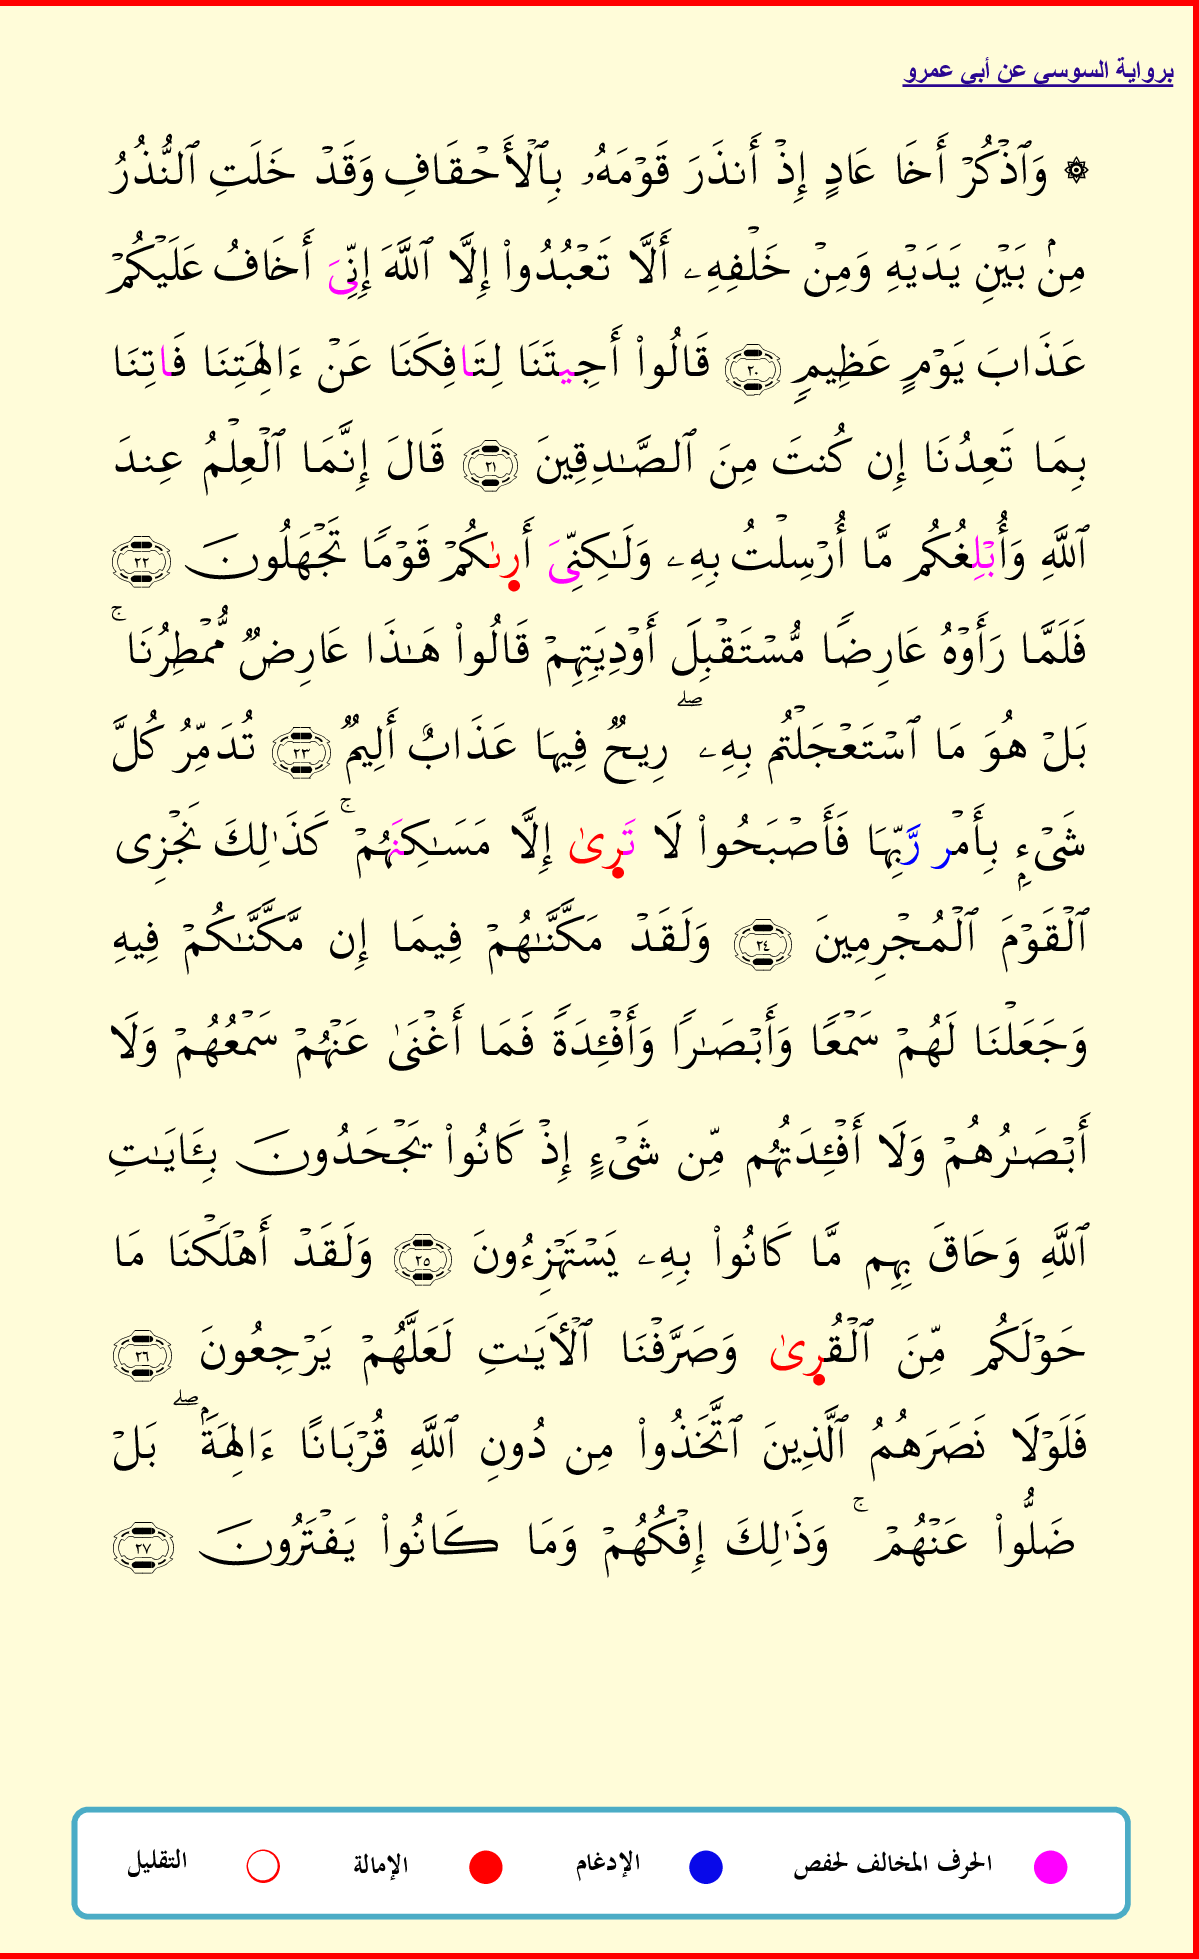 برواية السوسي عن أبي عمرو
۞ وَٱذۡكُرۡ أَخَا عَادٍ إِذۡ أَنذَرَ قَوۡمَهُۥ بِٱلۡأَحۡقَافِ وَقَدۡ خَلَتِ ٱلنُّذُرُ
مِنۢ بَيۡنِ يَدَيۡهِ وَمِنۡ خَلۡفِهِۦ أَلَّا تَعۡبُدُواْ إِلَّا ٱللَّهَ إِنِّيَ أَخَافُ عَلَيۡكُمۡ
عَذَابَ يَوۡمٍ عَظِيمٖ ٢٠ قَالُواْ أَجِيتَنَا لِتَافِكَنَا عَنۡ ءَالِهَتِنَا فَاتِنَا
بِمَا تَعِدُنَا إِن كُنتَ مِنَ ٱلصَّٰدِقِينَ ٢١ قَالَ إِنَّمَا ٱلۡعِلۡمُ عِندَ
ٱللَّهِ وَأُبۡلِغُكُم مَّا أُرۡسِلۡتُ بِهِۦ وَلَٰكِنِّيَ أَرِىٰكُمۡ قَوۡمٗا تَجۡهَلُونَ ٢٢
فَلَمَّا رَأَوۡهُ عَارِضٗا مُّسۡتَقۡبِلَ أَوۡدِيَتِهِمۡ قَالُواْ هَٰذَا عَارِضٞ مُّمۡطِرُنَاۚ
بَلۡ هُوَ مَا ٱسۡتَعۡجَلۡتُم بِهِۦۖ رِيحٞ فِيهَا عَذَابٌ أَلِيمٞ ٢٣ تُدَمِّرُ كُلَّ
شَيۡءِۭ بِأَمۡر رَّبِّهَا فَأَصۡبَحُواْ لَا تَرِىٰ إِلَّا مَسَٰكِنَهُمۡۚ كَذَٰلِكَ نَجۡزِي
ٱلۡقَوۡمَ ٱلۡمُجۡرِمِينَ ٢٤ وَلَقَدۡ مَكَّنَّٰهُمۡ فِيمَا إِن مَّكَّنَّٰكُمۡ فِيهِ
وَجَعَلۡنَا لَهُمۡ سَمۡعٗا وَأَبۡصَٰرٗا وَأَفۡـِٔدَةٗ فَمَا أَغۡنَىٰ عَنۡهُمۡ سَمۡعُهُمۡ وَلَا
أَبۡصَٰرُهُمۡ وَلَا أَفۡـِٔدَتُهُم مِّن شَيۡءٍ إِذۡ كَانُواْ يَجۡحَدُونَ بِـَٔايَٰتِ
ٱللَّهِ وَحَاقَ بِهِم مَّا كَانُواْ بِهِۦ يَسۡتَهۡزِءُونَ ٢٥ وَلَقَدۡ أَهۡلَكۡنَا مَا
حَوۡلَكُم مِّنَ ٱلۡقُرِىٰ وَصَرَّفۡنَا ٱلۡأٓيَٰتِ لَعَلَّهُمۡ يَرۡجِعُونَ ٢٦
فَلَوۡلَا نَصَرَهُمُ ٱلَّذِينَ ٱتَّخَذُواْ مِن دُونِ ٱللَّهِ قُرۡبَانًا ءَالِهَةَۢۖ بَلۡ
ضَلُّواْ عَنۡهُمۡۚ وَذَٰلِكَ إِفۡكُهُمۡ وَمَا كَانُواْ يَفۡتَرُونَ ٢٧
الحرف المخالف لحفص الإدغام الإمالة التقليل